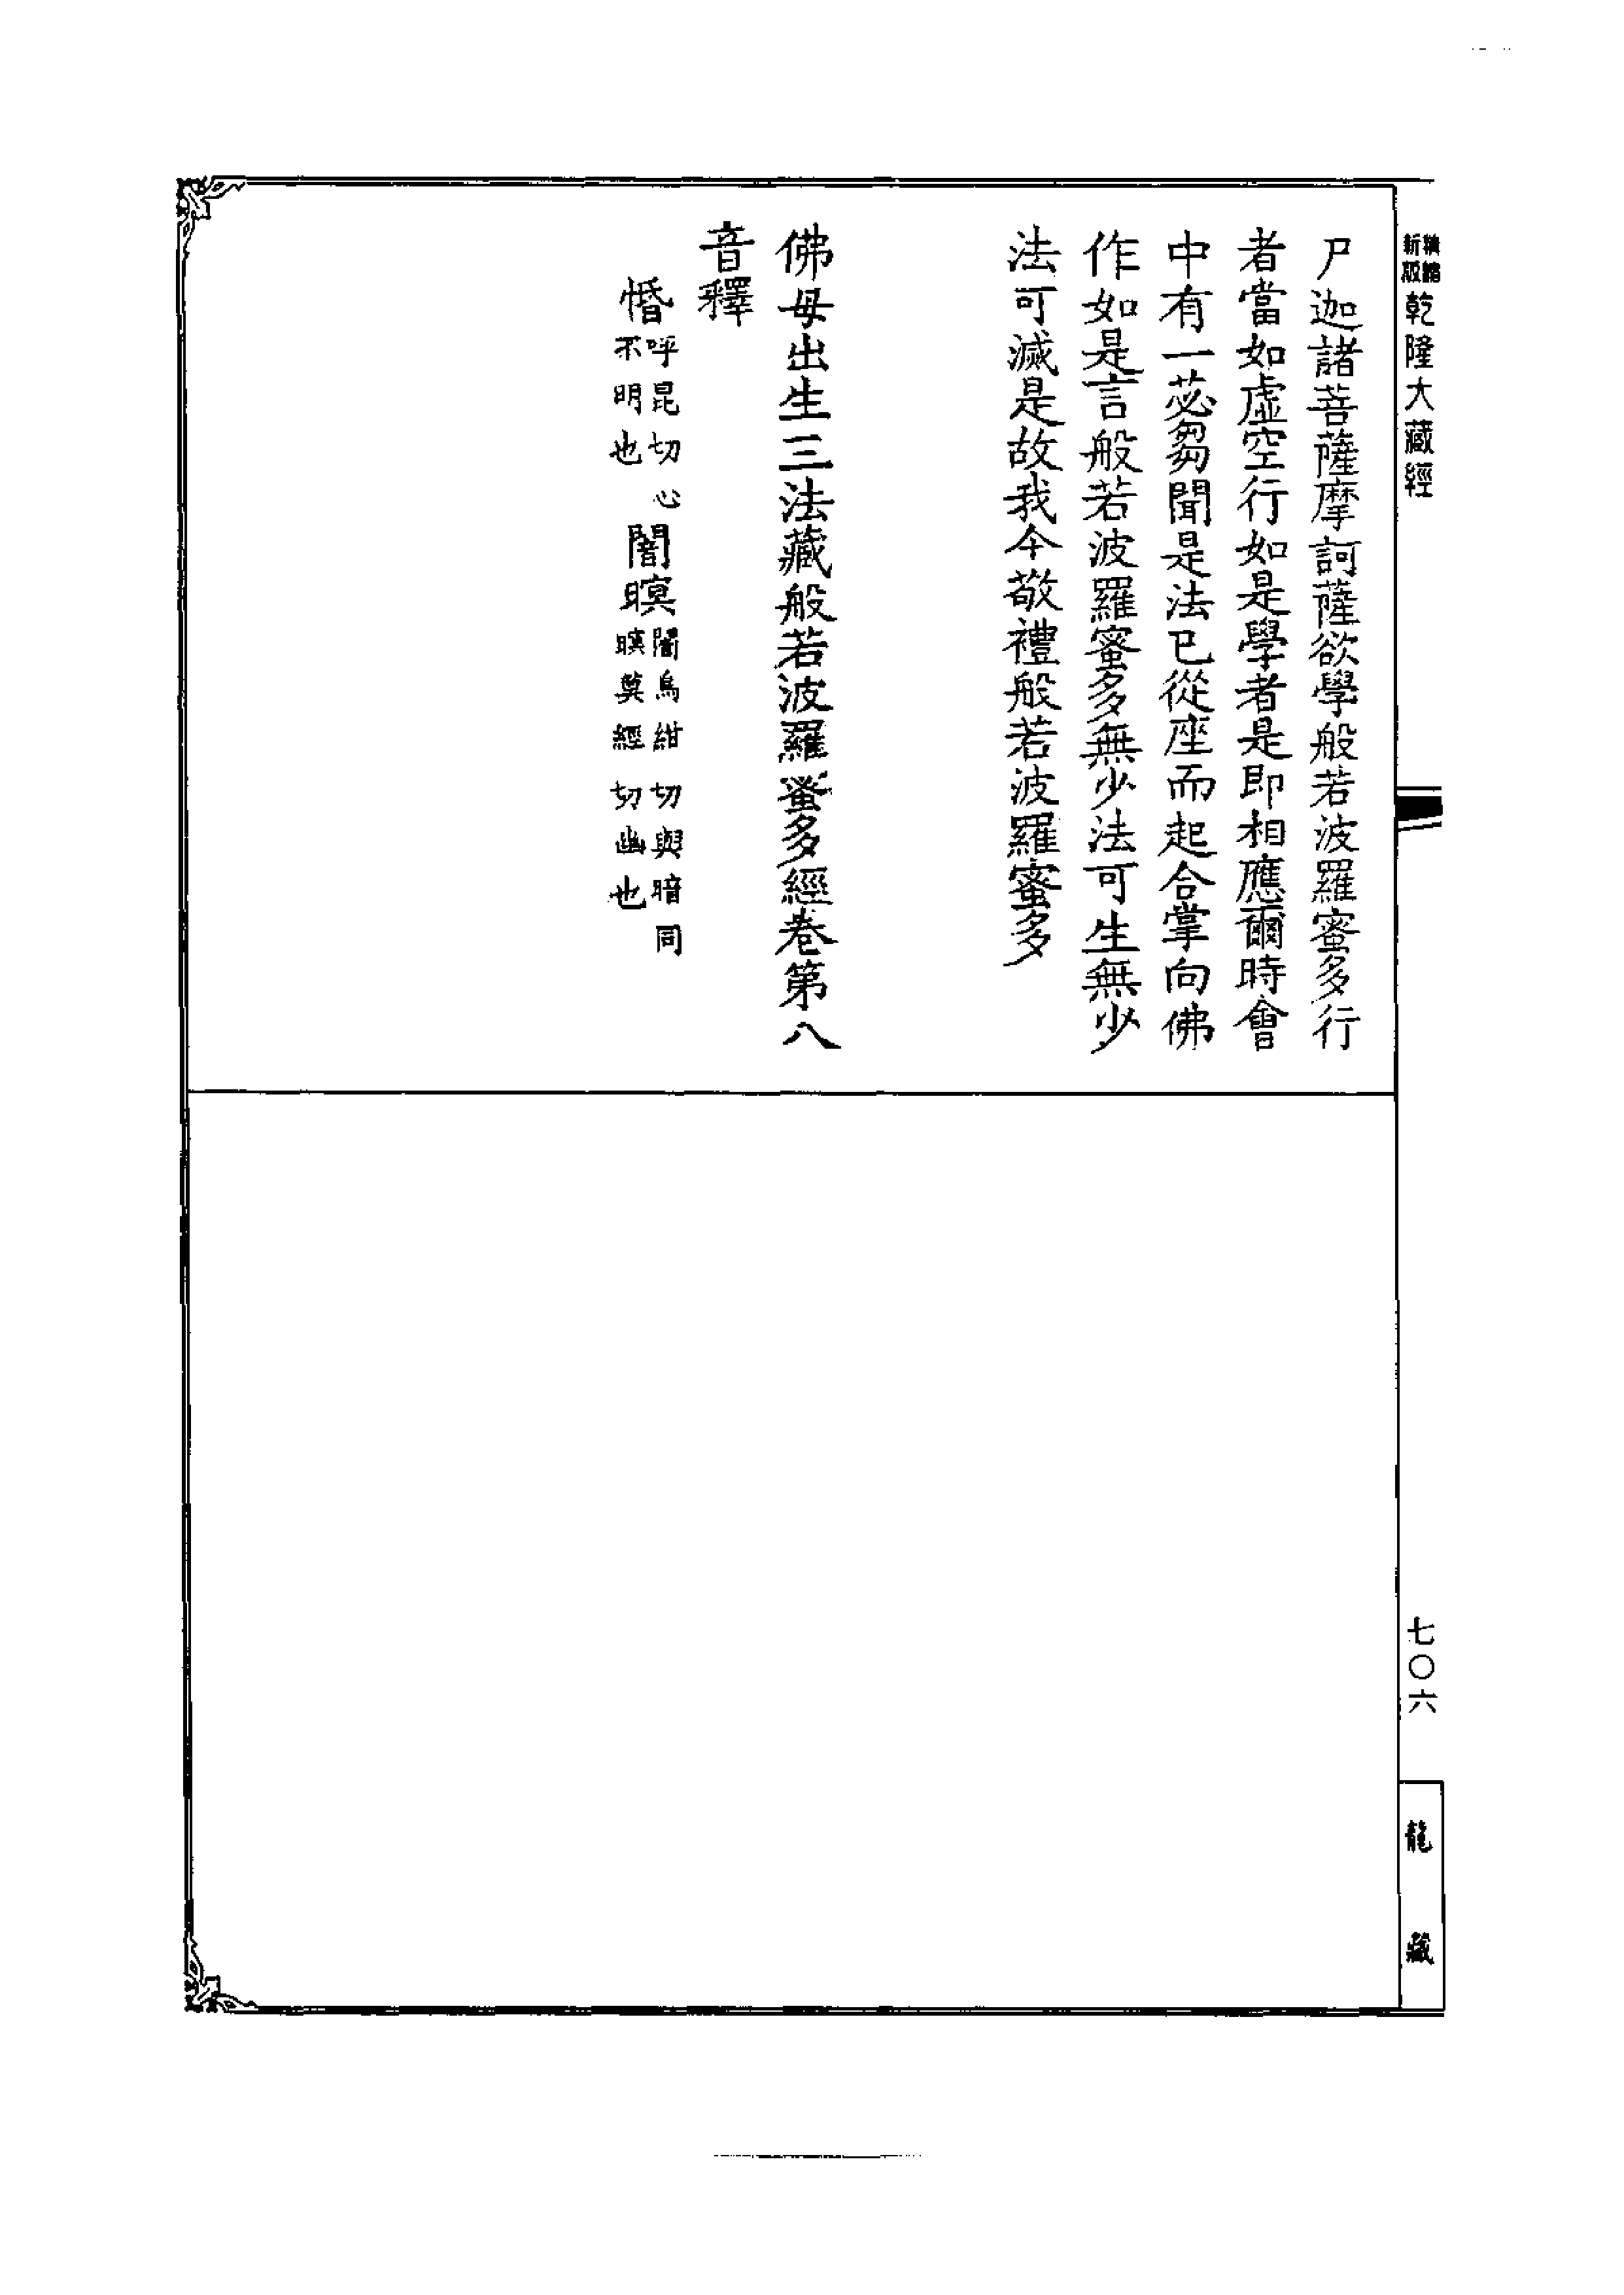 新版
精縮
乾隆大藏經
七〇六
龍藏
尸迦諸菩薩摩訶薩欲學般若波羅蜜多行
者當如虛空行如是學者是即相應爾時會
中有一苾芻聞是法已從座而起合掌向佛
作如是言般若波羅蜜多無少法可生無少
法可滅是故我今敬禮般若波羅蜜多
佛母出生三法藏般若波羅蜜多經卷第八
音釋
惛呼昆切心不明也 闇暝闇烏紺切與暗同暝莫經切幽也